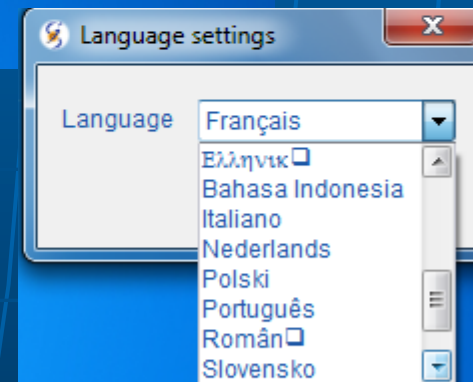 Language settings
Language
Français
Ελληνικ❑
Bahasa Indonesia
Italiano
Nederlands
Polski
Português
Român❑
Slovensko